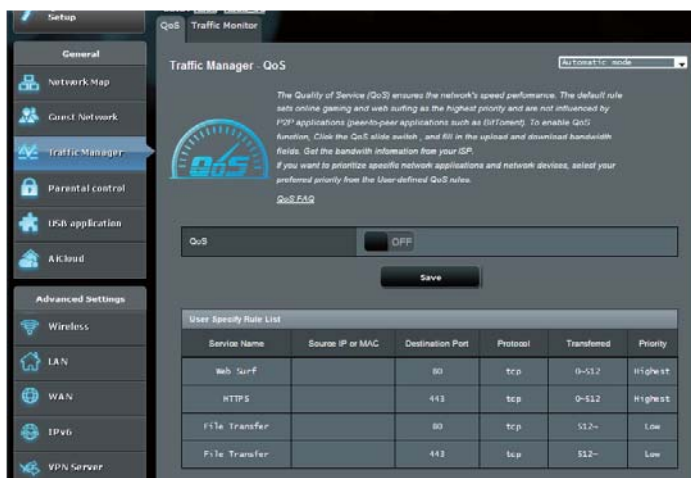 Setup
QoS Traffic Monitor
General
Network Map
Guest Network
Traffic Manager
Parental control
USB application
AiCloud
Advanced Settings
Wireless
LAN
WAN
IPv6
VPN Server
Traffic Manager - QoS
Automatic mode
The Quality of Service (QoS) ensures the network's speed performance. The default rule
sets online gaming and web surfing as the highest priority and are not influenced by
P2P applications (peer-to-peer applications such as BitTorrent). To enable QoS
function, Click the QoS slide switch , and fill in the upload and download bandwidth
fields. Get the bandwith information from your ISP.
If you want to prioritize specific network applications and network devices, select your
preferred priority from the User-defined QoS rules.
QoS
QoS FAQ
QoS OFF
Save
User Specify Rule List
Service Name Source IP or MAC Destination Port Protocol Transferred Priority
Web Surf 80 tcp 0~512 Highest
HTTPS 443 tcp 0~512 Highest
File Transfer 80 tcp 512~ Low
File Transfer 443 tcp 512~ Low